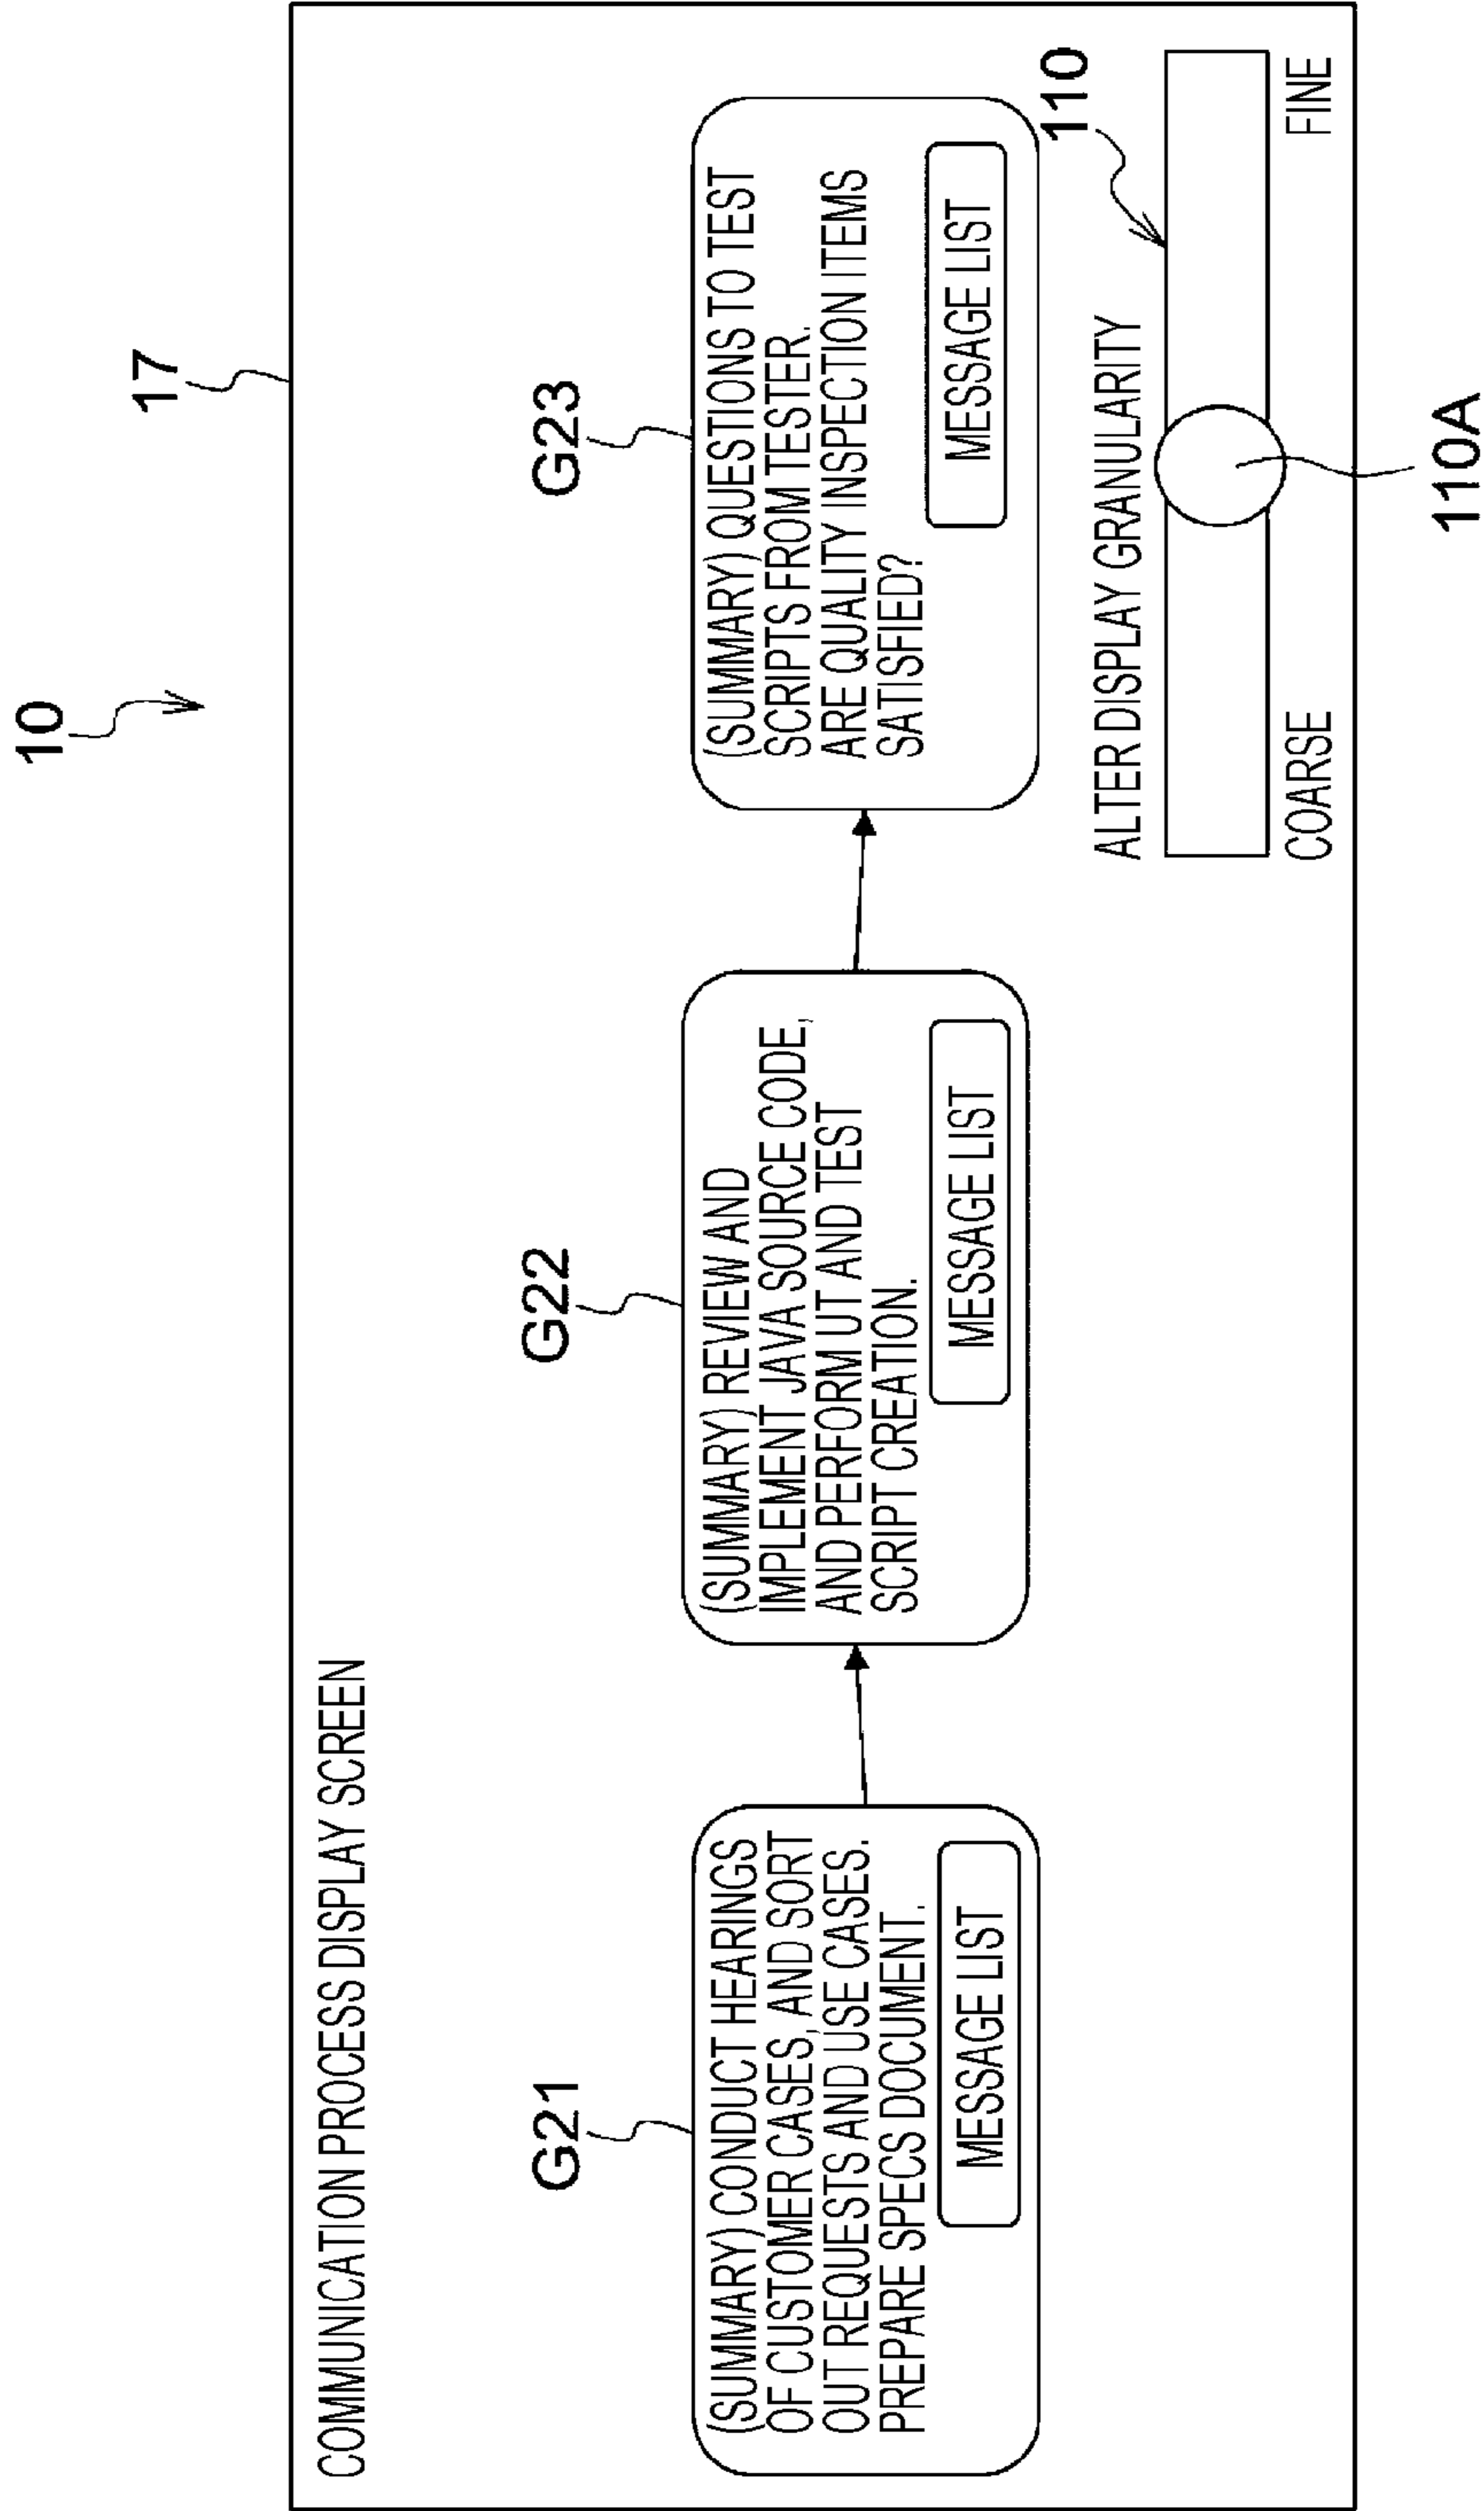 10
17
COMMUNICATION PROCESS DISPLAY SCREEN
G21
(SUMMARY) CONDUCT HEARINGS
OF CUSTOMER CASES, AND SORT
OUT REQUESTS AND USE CASES.
PREPARE SPECS DOCUMENT.
MESSAGE LIST
G22
(SUMMARY) REVIEW AND
IMPLEMENT JAVA SOURCE CODE,
AND PERFORM UT AND TEST
SCRIPT CREATION.
MESSAGE LIST
G23
(SUMMARY) QUESTIONS TO TEST
SCRIPTS FROM TESTER.
ARE QUALITY INSPECTION ITEMS
SATISFIED?
MESSAGE LIST
110
ALTER DISPLAY GRANULARITY
COARSE
FINE
110A